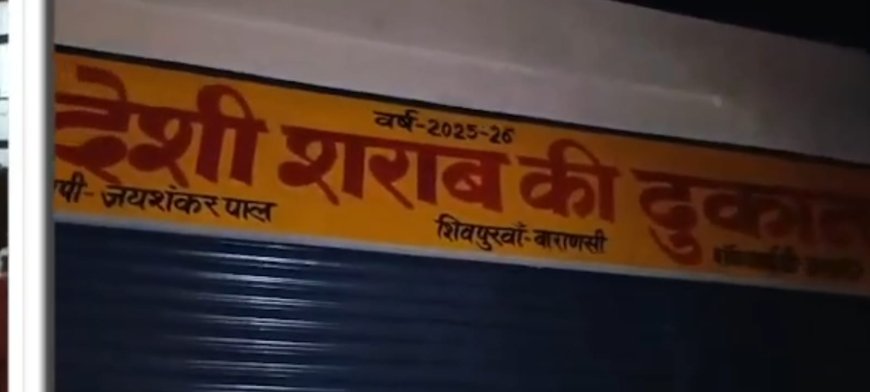 वर्ष-2025-26
देशी शराब की दुकान
जयशंकर पाल
शिवपुरवाँ-वाराणसी